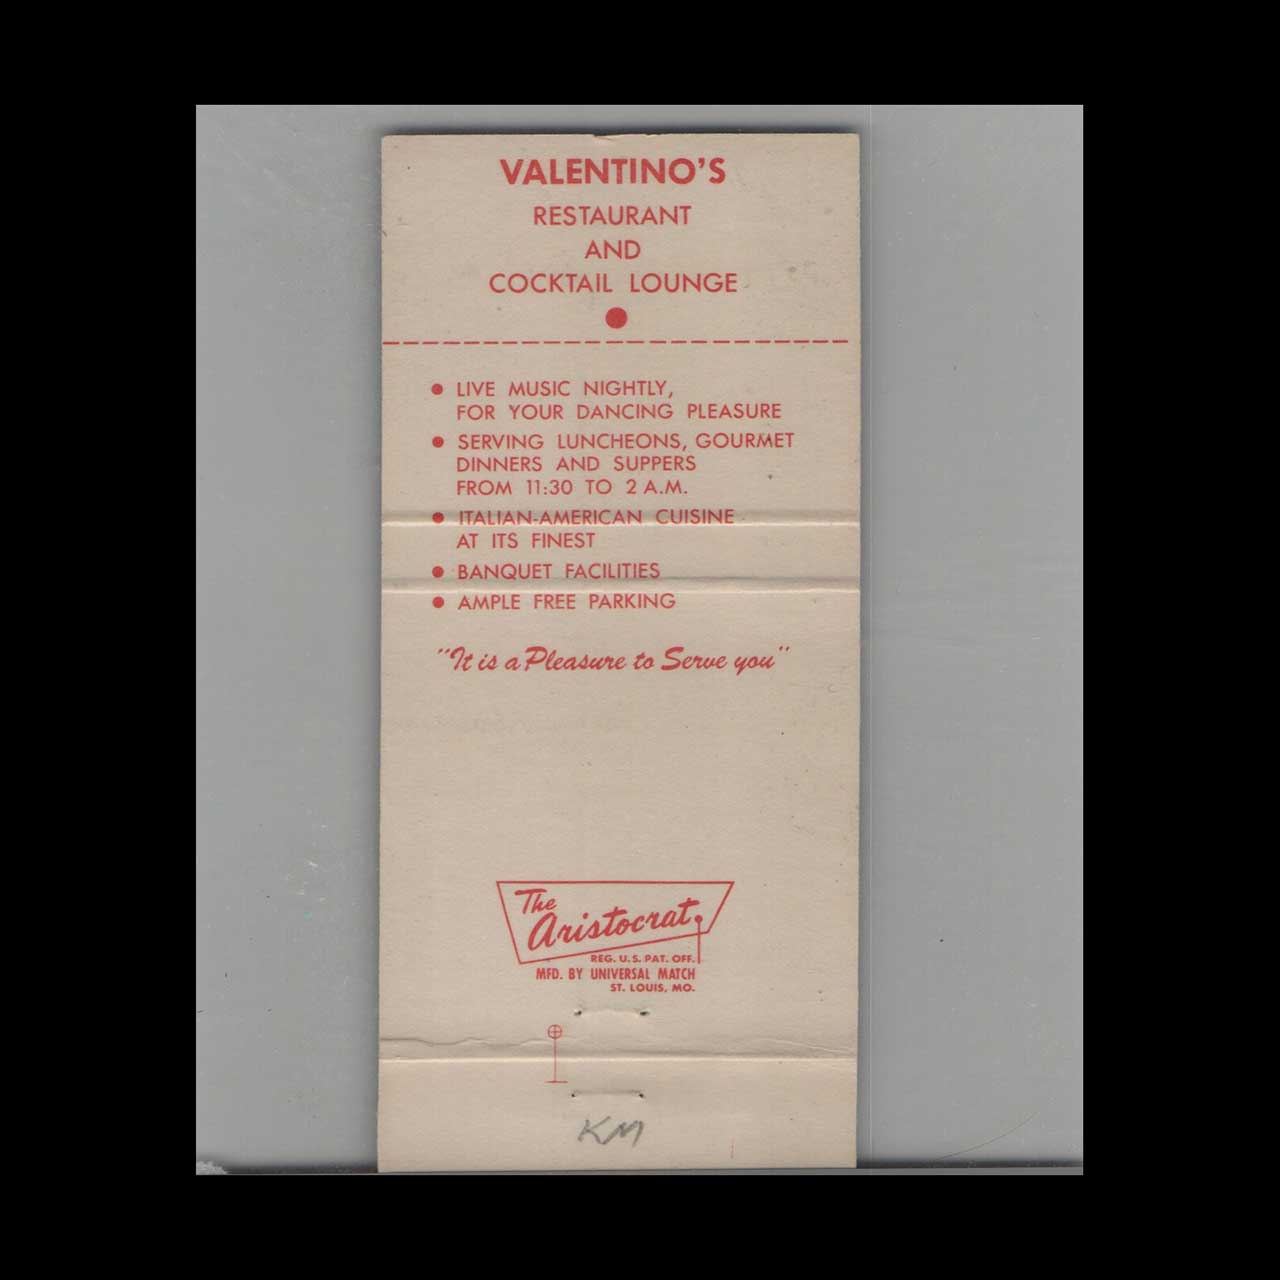 VALENTINO'S
RESTAURANT
AND
COCKTAIL LOUNGE
● LIVE MUSIC NIGHTLY,
FOR YOUR DANCING PLEASURE
● SERVING LUNCHEONS, GOURMET
DINNERS AND SUPPERS
FROM 11:30 TO 2 A.M.
● ITALIAN-AMERICAN CUISINE
AT ITS FINEST
● BANQUET FACILITIES
● AMPLE FREE PARKING
"It is a Pleasure to Serve you"
The
Aristocrat
REG. U.S. PAT. OFF.
MFD. BY UNIVERSAL MATCH
ST. LOUIS, MO.
KM